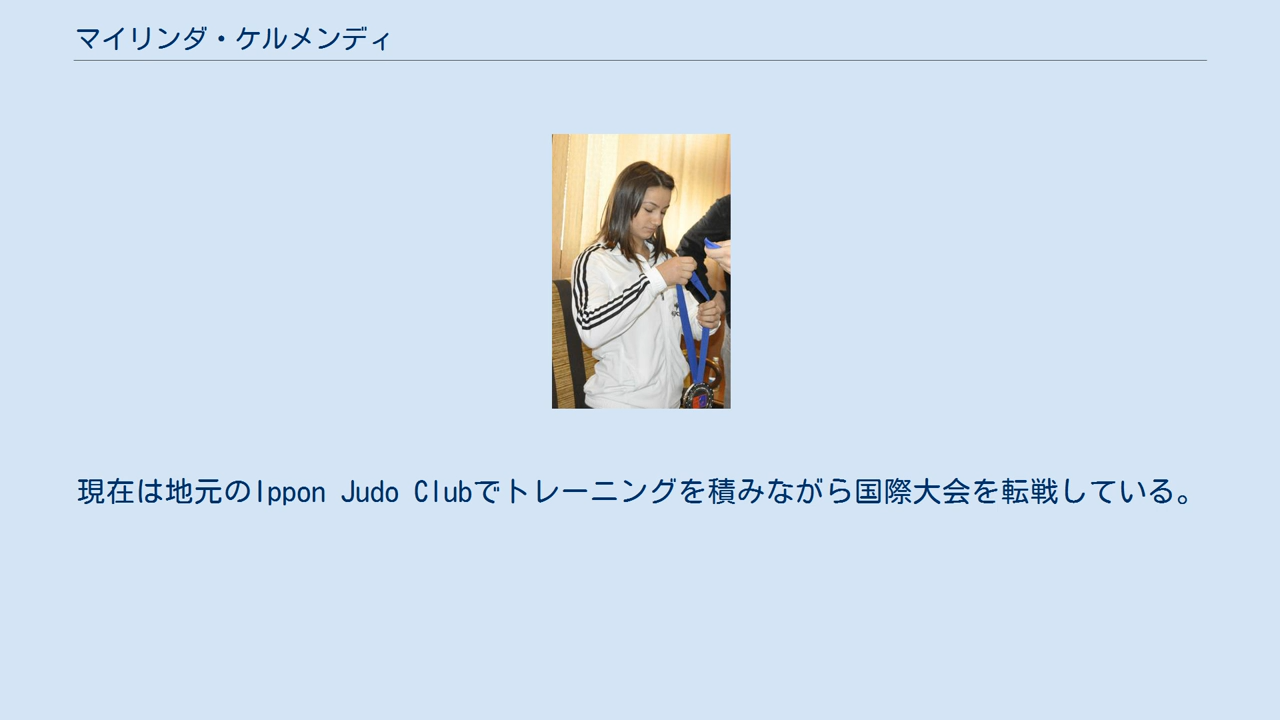 マイリンダ・ケルメンディ
現在は地元のIppon Judo Clubでトレーニングを積みながら国際大会を転戦している。